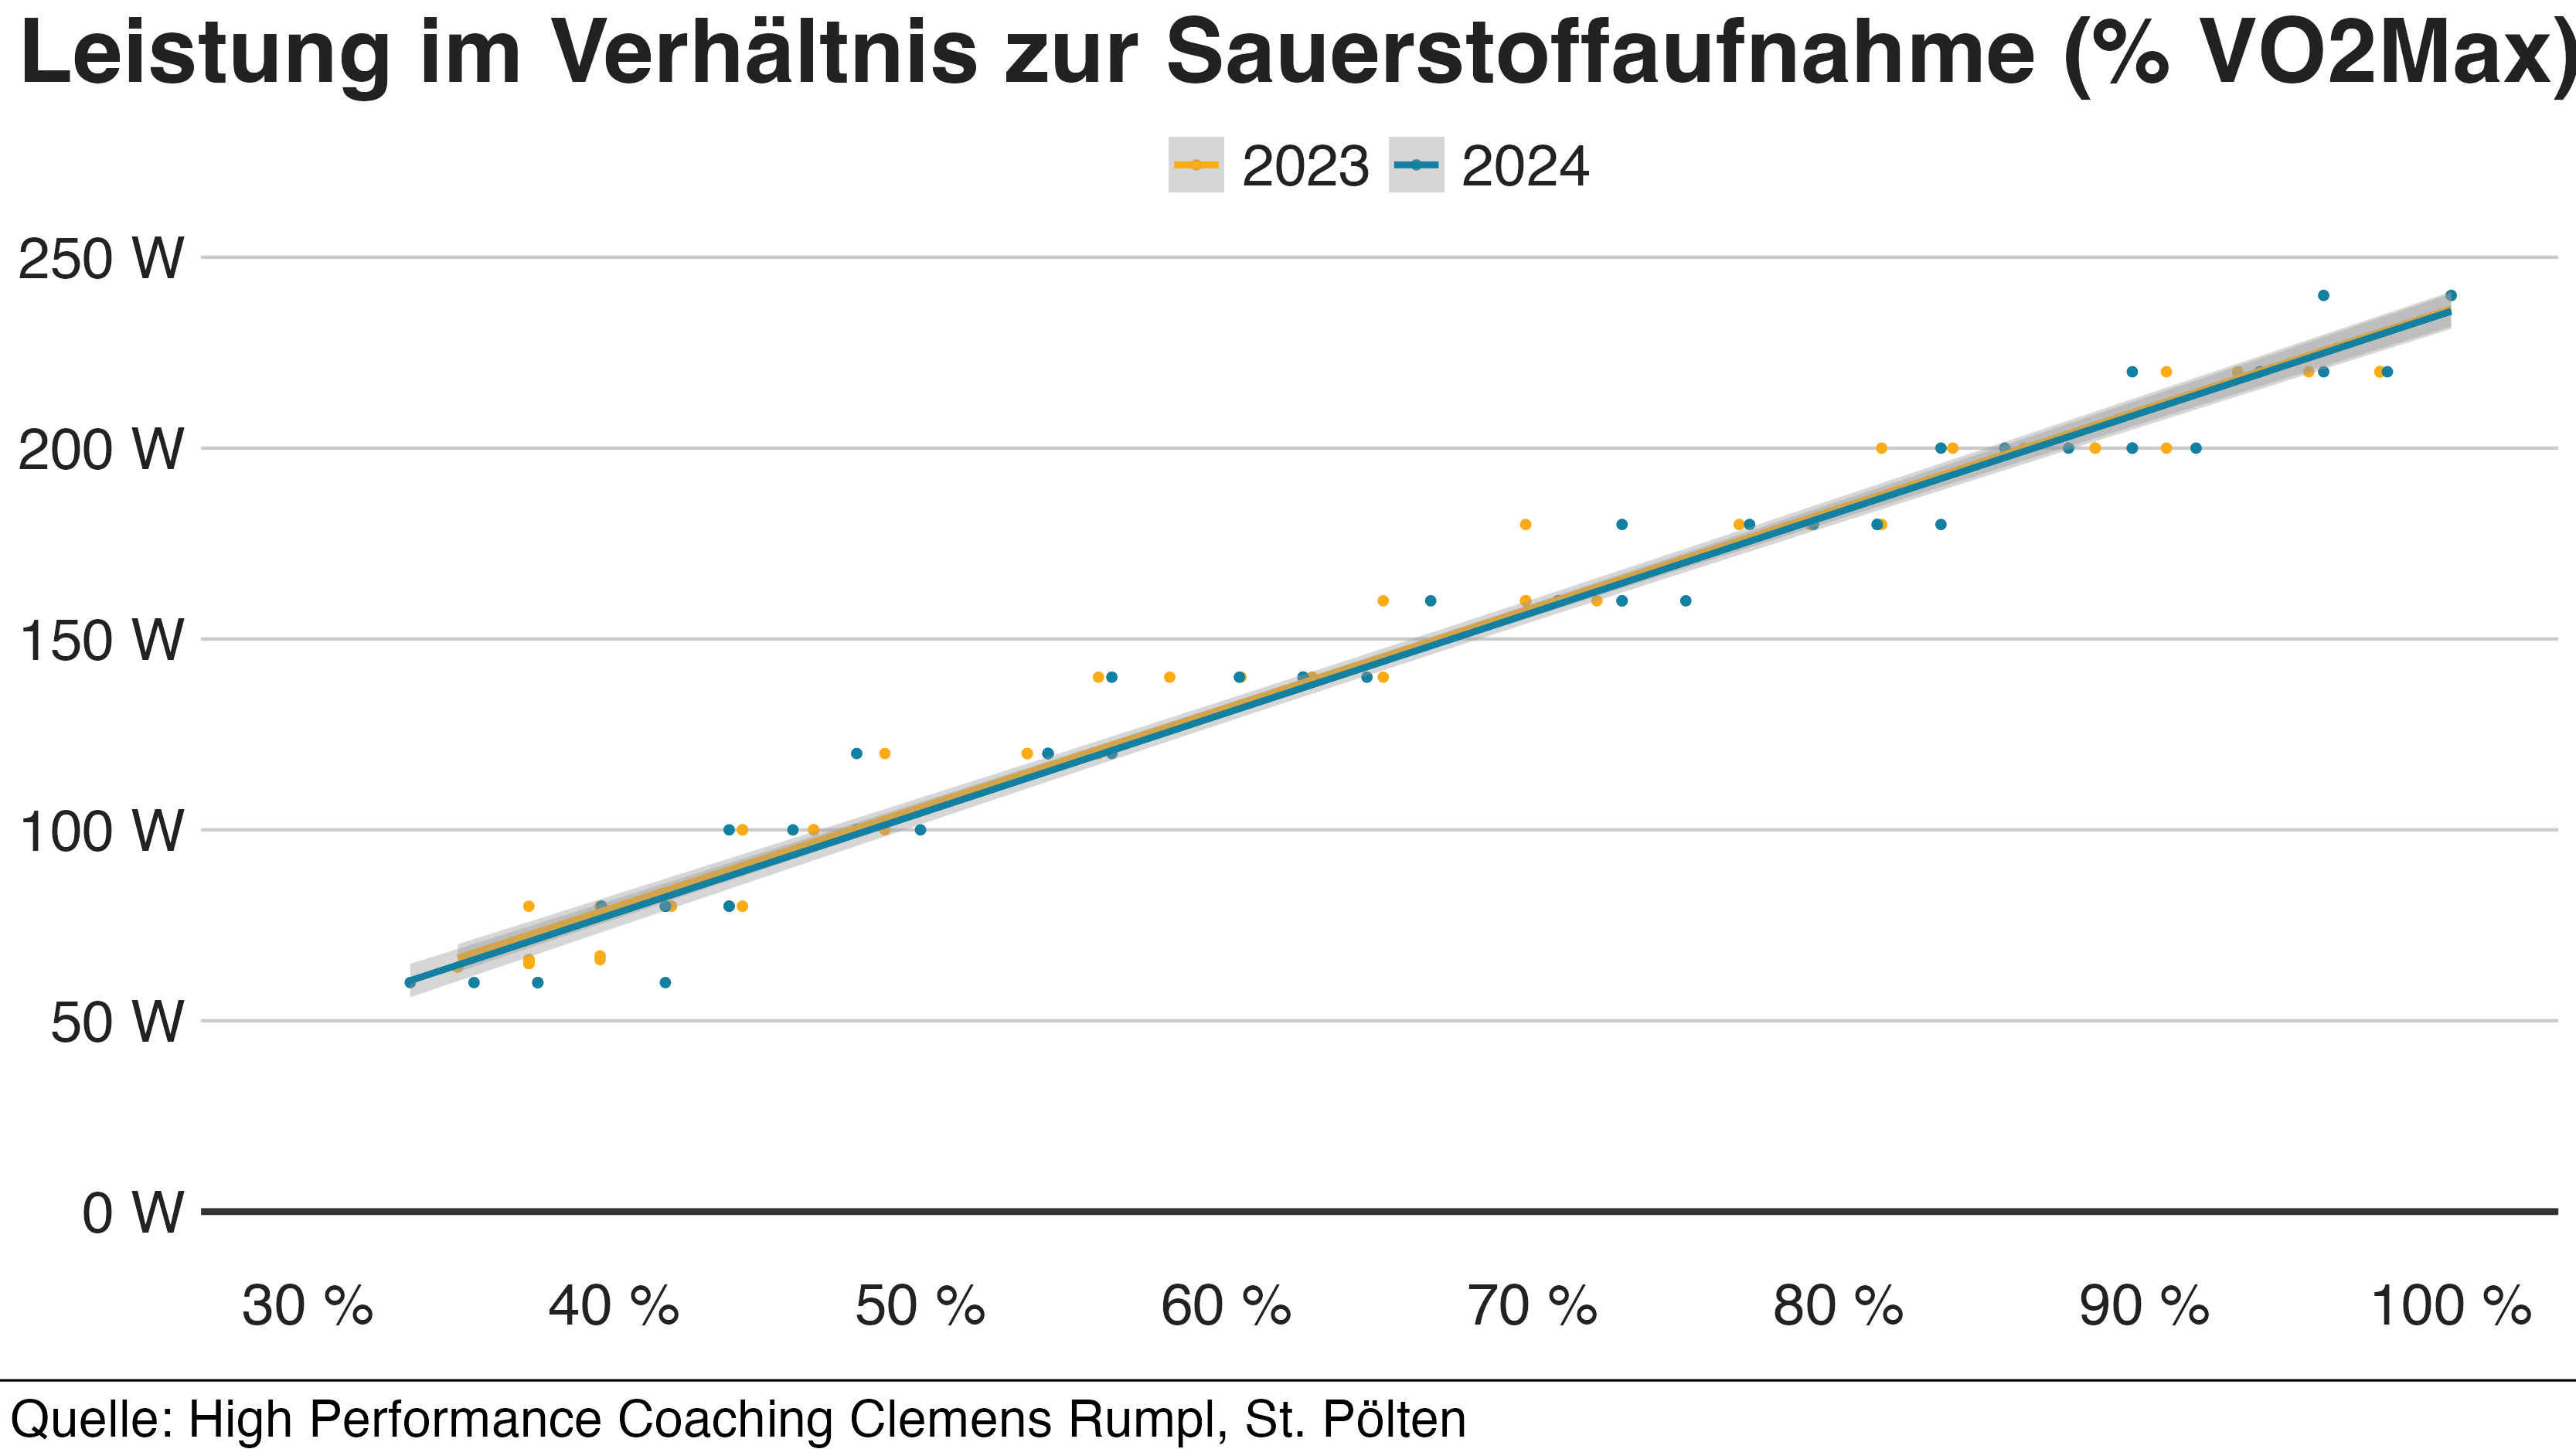 Leistung im Verhältnis zur Sauerstoffaufnahme (% VO2Max)
2023 2024
250 W
200 W
150 W
100 W
50 W
0 W
30 % 40 % 50 % 60 % 70 % 80 % 90 % 100 %
Quelle: High Performance Coaching Clemens Rumpl, St. Pölten